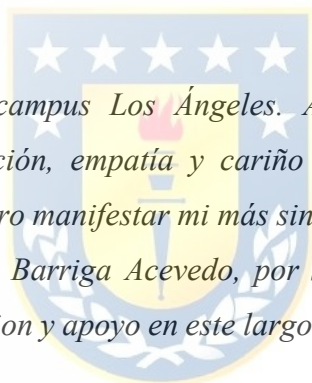 campus Los Ángeles. A
ción, empatía y cariño
ro manifestar mi más sin
Barriga Acevedo, por
ion y apoyo en este largo